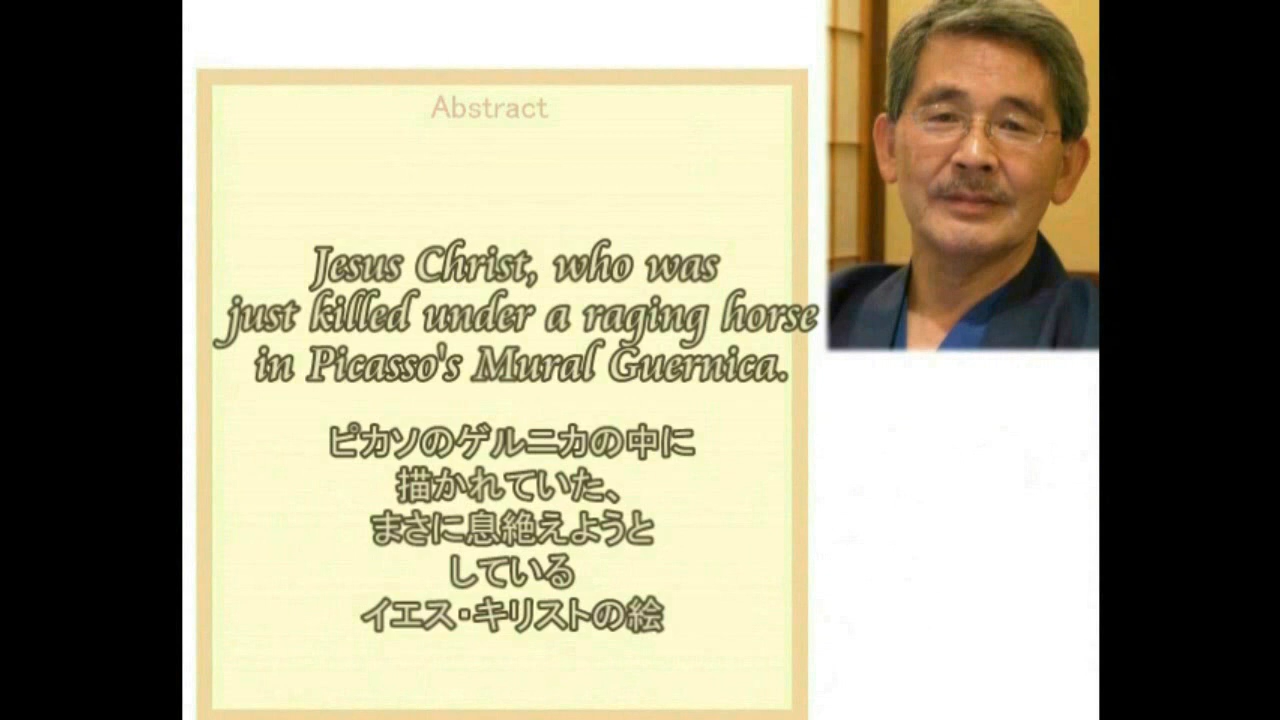 Abstract
Jesus Christ, who was
just killed under a raging horse
in Picasso's Mural Guernica.
ピカソのゲルニカの中に
描かれていた、
まさに息絶えようと
している
イエス・キリストの絵